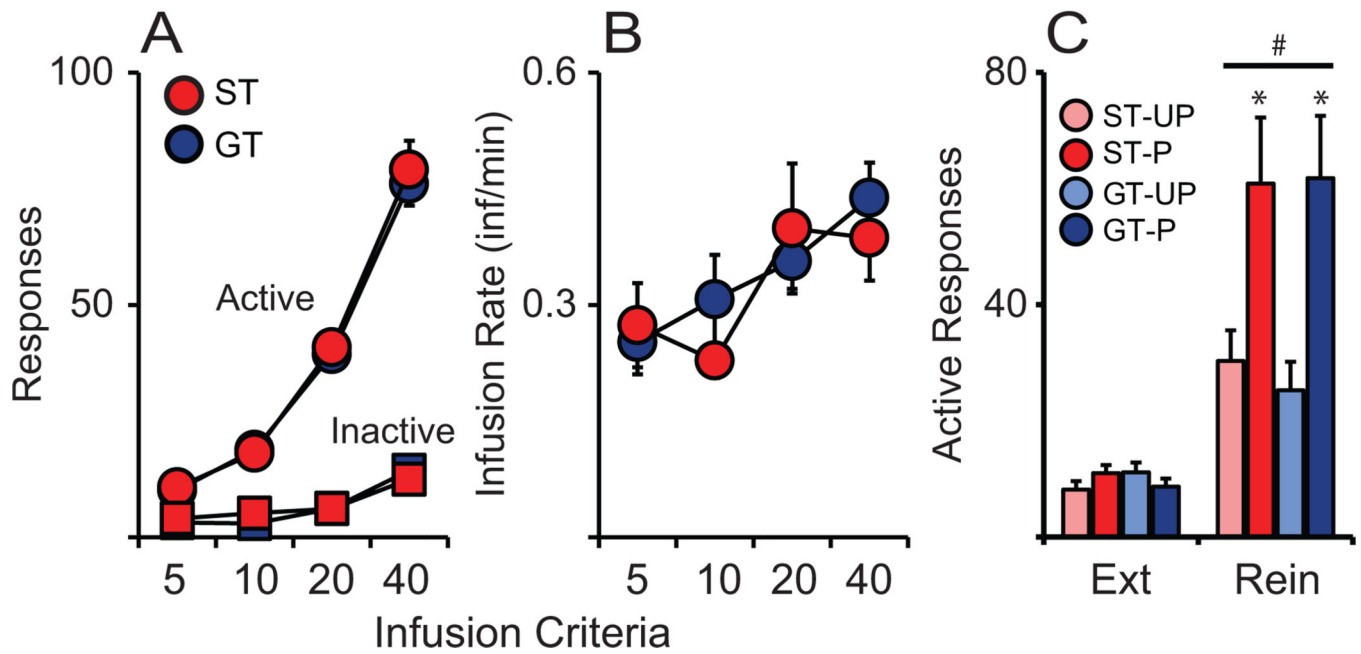 A
100
50
Responses
ST
GT
Active
Inactive
5 10 20 40
B
0.6
0.3
Infusion Rate (inf/min)
5 10 20 40
Infusion Criteria
C
80
40
Active Responses
ST-UP
ST-P
GT-UP
GT-P
#
* *
Ext Rein